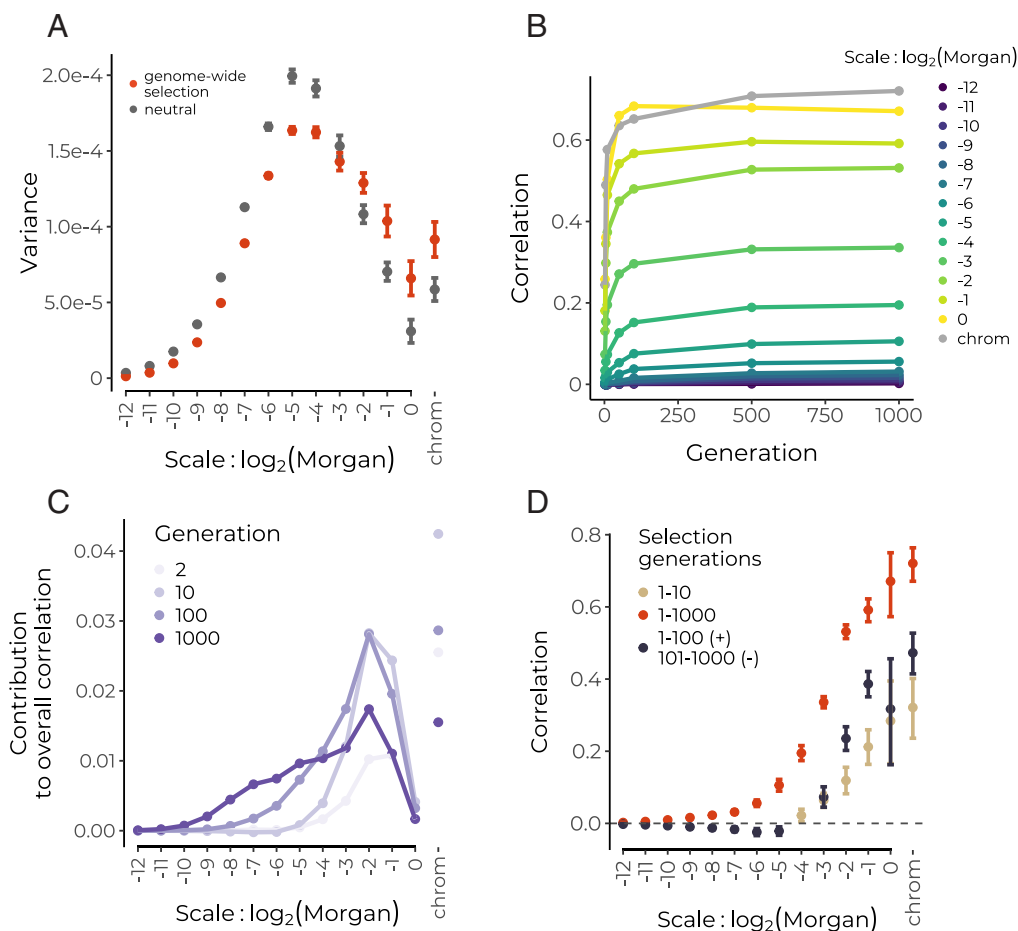 A
genome-wide
selection
neutral
2.0e-4
1.5e-4
1.0e-4
5.0e-5
0
Variance
-12
-11
-10
-9
-8
-7
-6
-5
-4
-3
-2
-1
0
chrom
Scale : log2(Morgan)
B
Scale : log2(Morgan)
-12
-11
-10
-9
-8
-7
-6
-5
-4
-3
-2
-1
0
chrom
0.6
0.4
0.2
0
Correlation
0
250
500
750
1000
Generation
C
Generation
2
10
100
1000
0.04
0.03
0.02
0.01
0.00
Contribution
to overall correlation
-12
-11
-10
-9
-8
-7
-6
-5
-4
-3
-2
-1
0
chrom
Scale : log2(Morgan)
D
Selection
generations
1-10
1-1000
1-100 (+)
101-1000 (-)
0.8
0.6
0.4
0.2
0.0
Correlation
-12
-11
-10
-9
-8
-7
-6
-5
-4
-3
-2
-1
0
chrom
Scale : log2(Morgan)